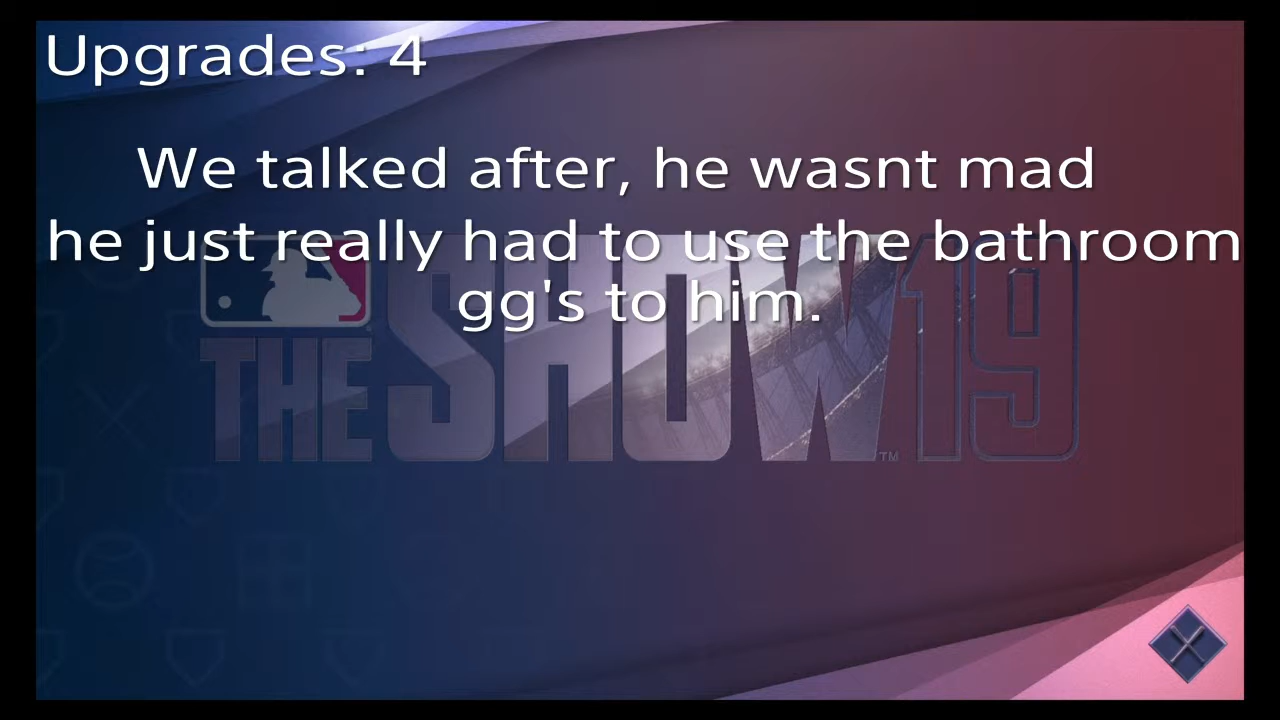 Upgrades: 4
We talked after, he wasnt mad
he just really had to use the bathroom
gg's to him.
THE SHOW 19
TM